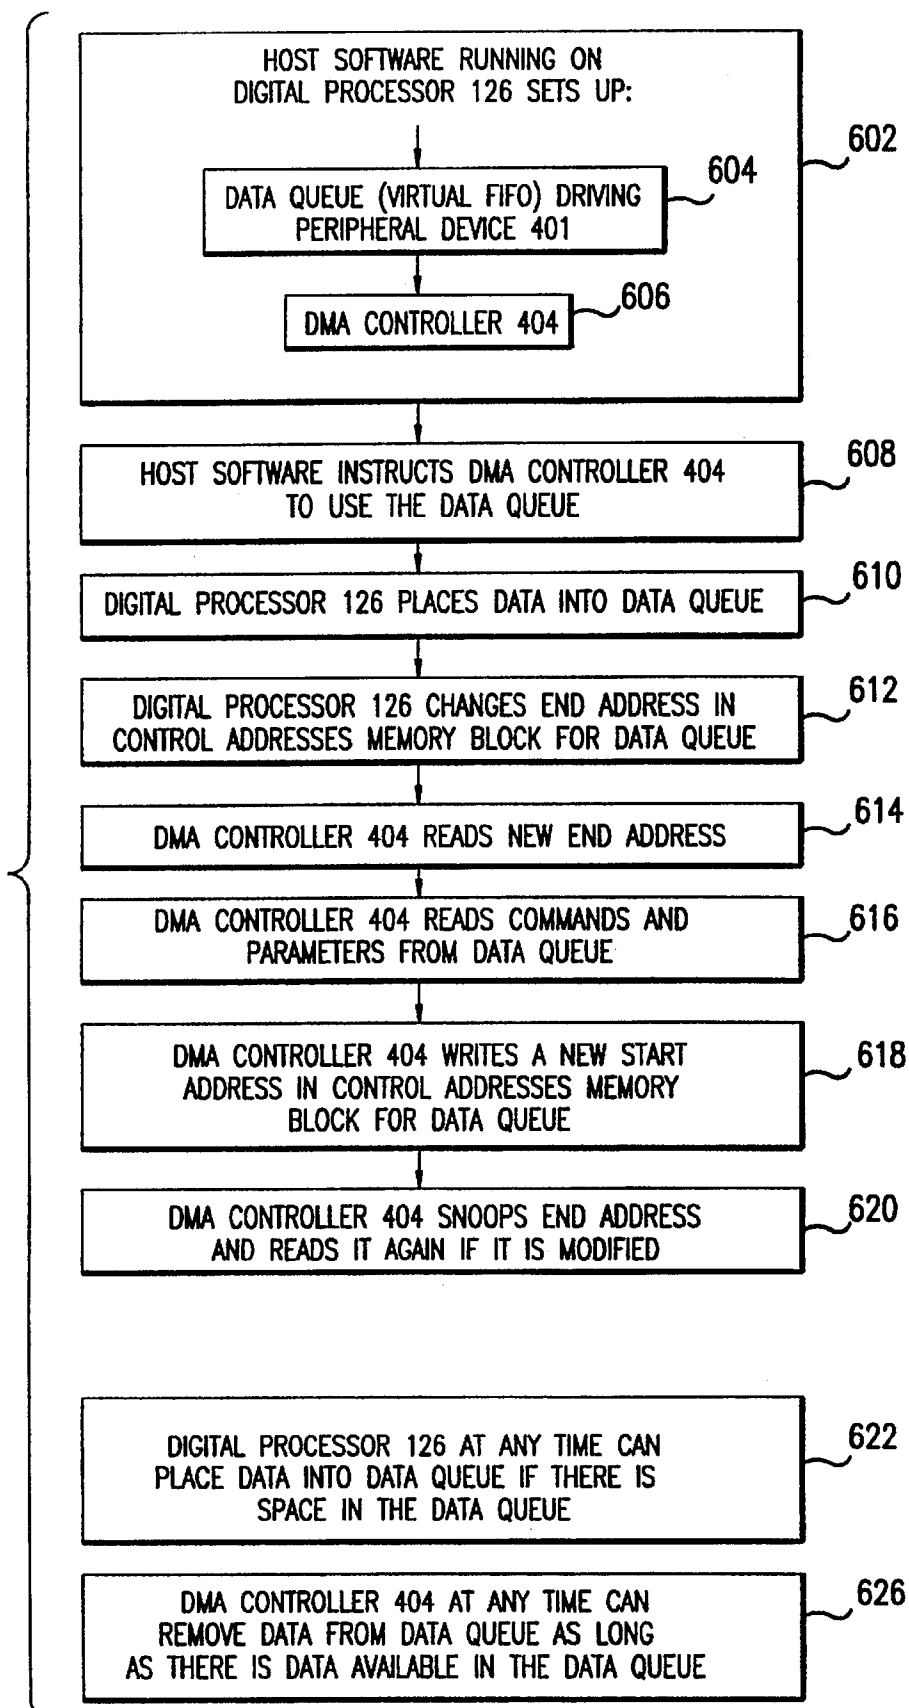 HOST SOFTWARE RUNNING ON
DIGITAL PROCESSOR 126 SETS UP:
602
604
DATA QUEUE (VIRTUAL FIFO) DRIVING
PERIPHERAL DEVICE 401
606
DMA CONTROLLER 404
608
HOST SOFTWARE INSTRUCTS DMA CONTROLLER 404
TO USE THE DATA QUEUE
610
DIGITAL PROCESSOR 126 PLACES DATA INTO DATA QUEUE
612
DIGITAL PROCESSOR 126 CHANGES END ADDRESS IN
CONTROL ADDRESSES MEMORY BLOCK FOR DATA QUEUE
614
DMA CONTROLLER 404 READS NEW END ADDRESS
616
DMA CONTROLLER 404 READS COMMANDS AND
PARAMETERS FROM DATA QUEUE
618
DMA CONTROLLER 404 WRITES A NEW START
ADDRESS IN CONTROL ADDRESSES MEMORY
BLOCK FOR DATA QUEUE
620
DMA CONTROLLER 404 SNOOPS END ADDRESS
AND READS IT AGAIN IF IT IS MODIFIED
622
DIGITAL PROCESSOR 126 AT ANY TIME CAN
PLACE DATA INTO DATA QUEUE IF THERE IS
SPACE IN THE DATA QUEUE
626
DMA CONTROLLER 404 AT ANY TIME CAN
REMOVE DATA FROM DATA QUEUE AS LONG
AS THERE IS DATA AVAILABLE IN THE DATA QUEUE